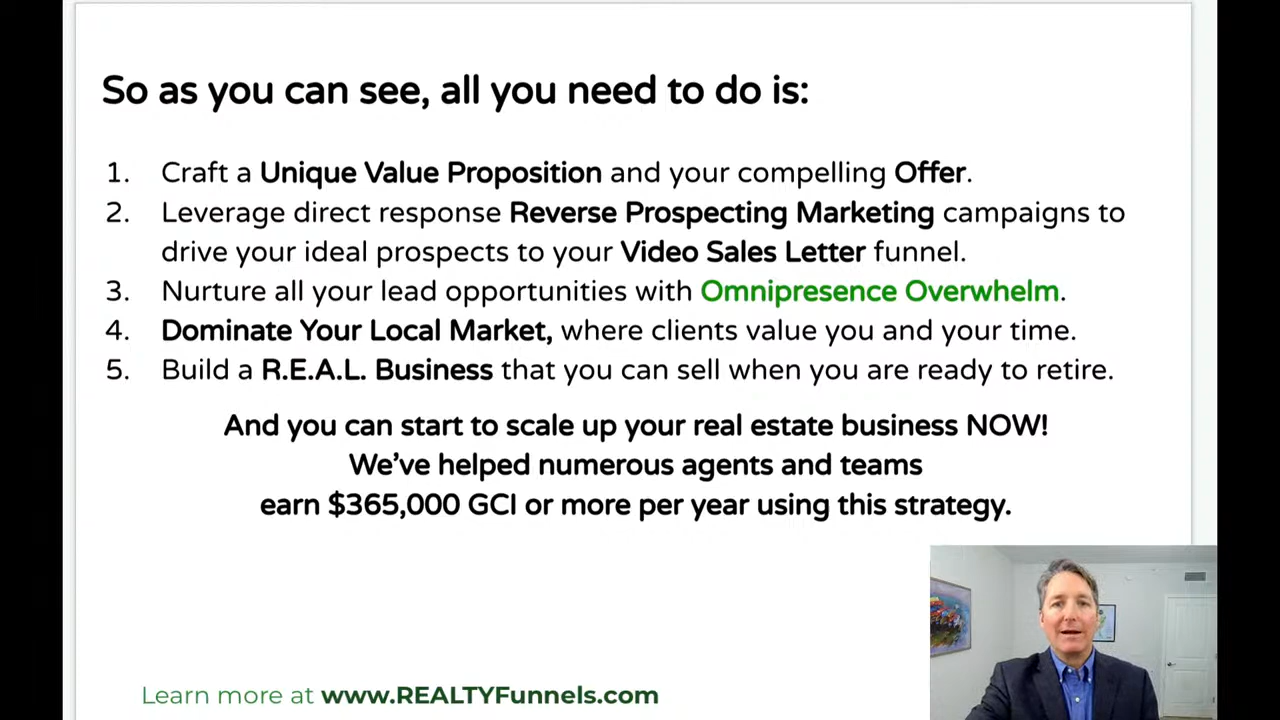 So as you can see, all you need to do is:
1. Craft a Unique Value Proposition and your compelling Offer.
2. Leverage direct response Reverse Prospecting Marketing campaigns to
drive your ideal prospects to your Video Sales Letter funnel.
3. Nurture all your lead opportunities with Omnipresence Overwhelm.
4. Dominate Your Local Market, where clients value you and your time.
5. Build a R.E.A.L. Business that you can sell when you are ready to retire.
And you can start to scale up your real estate business NOW!
We’ve helped numerous agents and teams
earn $365,000 GCI or more per year using this strategy.
Learn more at www.REALTYFunnels.com